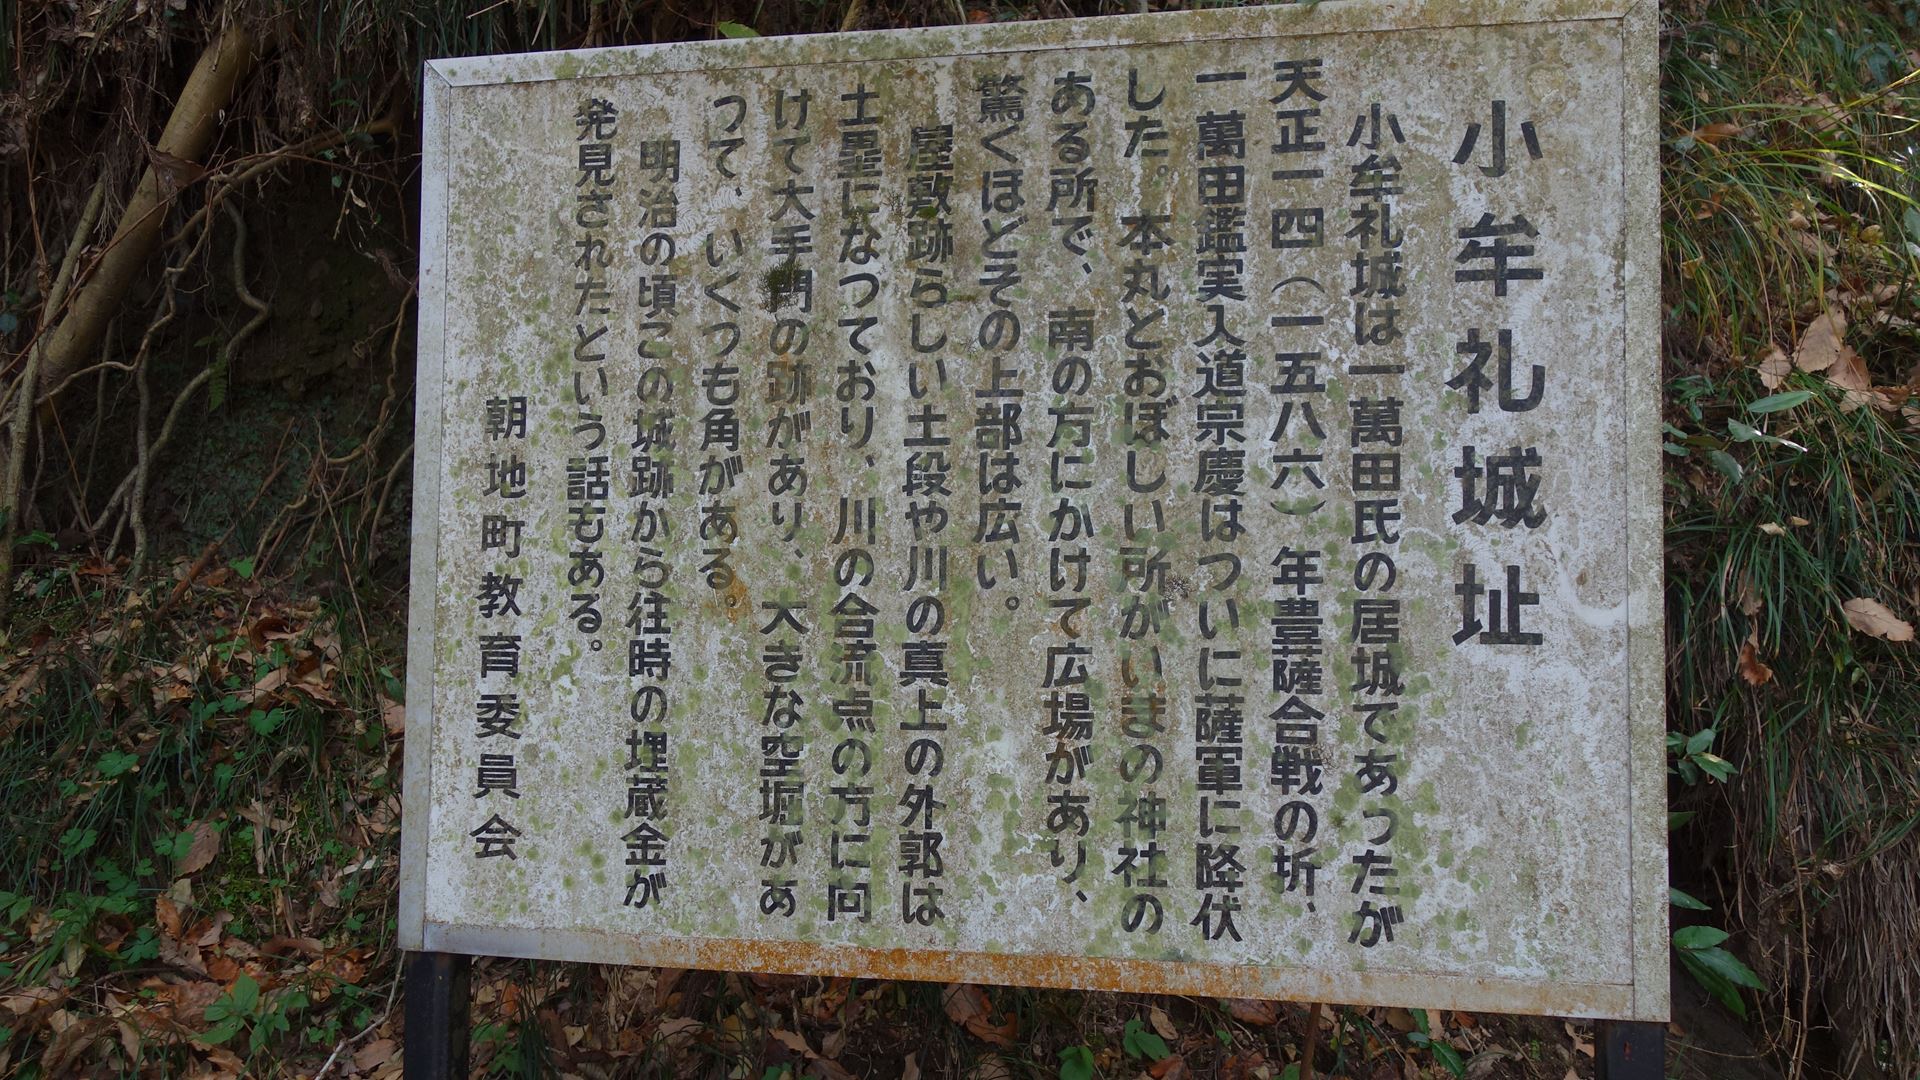 小牟礼城址
小牟礼城は一萬田氏の居城であったが
天正一四（一五八六）年豊薩合戦の折、
一萬田鑑実入道宗慶はついに薩軍に降伏
した。本丸とおぼしい所がいまの神社の
ある所で、南の方にかけて広場があり、
驚くほどその上部は広い。
屋敷跡らしい土段や川の真上の外郭は
土塁になつており、川の合流点の方に向
けて大手門の跡があり、大きな空堀があ
つて、いくつも角がある。
明治の頃この城跡から往時の埋蔵金が
発見されたという話もある。
朝地町教育委員会